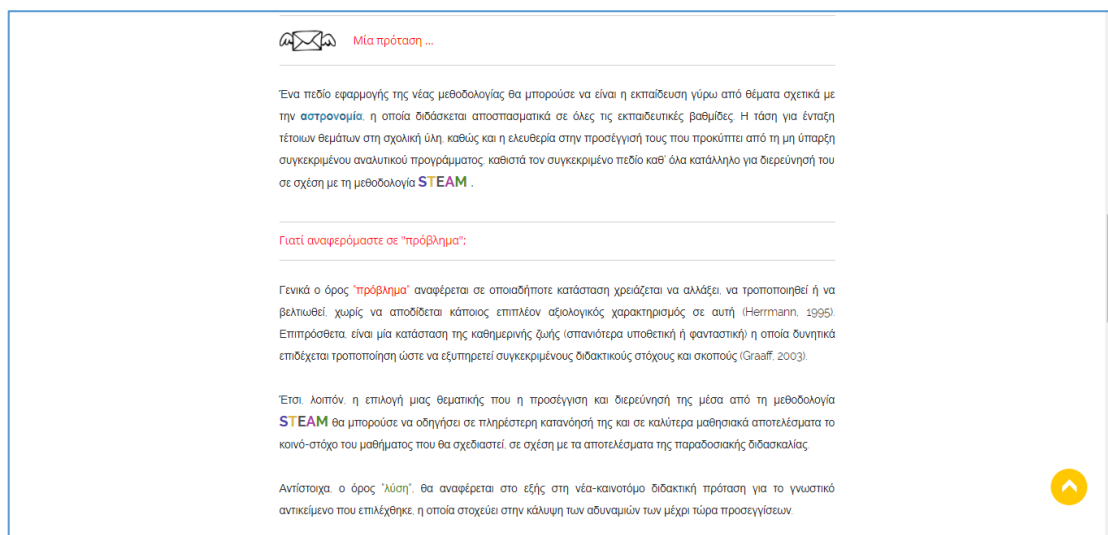 Μία πρόταση ...
Ένα πεδίο εφαρμογής της νέας μεθοδολογίας θα μπορούσε να είναι η εκπαίδευση γύρω από θέματα σχετικά με
την αστρονομία, η οποία διδάσκεται αποσπασματικά σε όλες τις εκπαιδευτικές βαθμίδες. Η τάση για ένταξη
τέτοιων θεμάτων στη σχολική ύλη, καθώς και η ελευθερία στην προσέγγισή τους που προκύπτει από τη μη ύπαρξη
συγκεκριμένου αναλυτικού προγράμματος, καθιστά τον συγκεκριμένο πεδίο καθ' όλα κατάλληλο για διερεύνησή του
σε σχέση με τη μεθοδολογία STEAM .
Γιατί αναφερόμαστε σε "πρόβλημα";
Γενικά ο όρος "πρόβλημα" αναφέρεται σε οποιαδήποτε κατάσταση χρειάζεται να αλλάξει, να τροποποιηθεί ή να
βελτιωθεί, χωρίς να αποδίδεται κάποιος επιπλέον αξιολογικός χαρακτηρισμός σε αυτή (Herrmann, 1995).
Επιπρόσθετα, είναι μία κατάσταση της καθημερινής ζωής (σπανιότερα υποθετική ή φανταστική) η οποία δυνητικά
επιδέχεται τροποποίηση ώστε να εξυπηρετεί συγκεκριμένους διδακτικούς στόχους και σκοπούς (Graaff, 2003).
Έτσι, λοιπόν, η επιλογή μιας θεματικής που η προσέγγιση και διερεύνησή της μέσα από τη μεθοδολογία
STEAM θα μπορούσε να οδηγήσει σε πληρέστερη κατανόησή της και σε καλύτερα μαθησιακά αποτελέσματα το
κοινό-στόχο του μαθήματος που θα σχεδιαστεί, σε σχέση με τα αποτελέσματα της παραδοσιακής διδασκαλίας.
Αντίστοιχα, ο όρος "λύση", θα αναφέρεται στο εξής στη νέα-καινοτόμο διδακτική πρόταση για το γνωστικό
αντικείμενο που επιλέχθηκε, η οποία στοχεύει στην κάλυψη των αδυναμιών των μέχρι τώρα προσεγγίσεων.